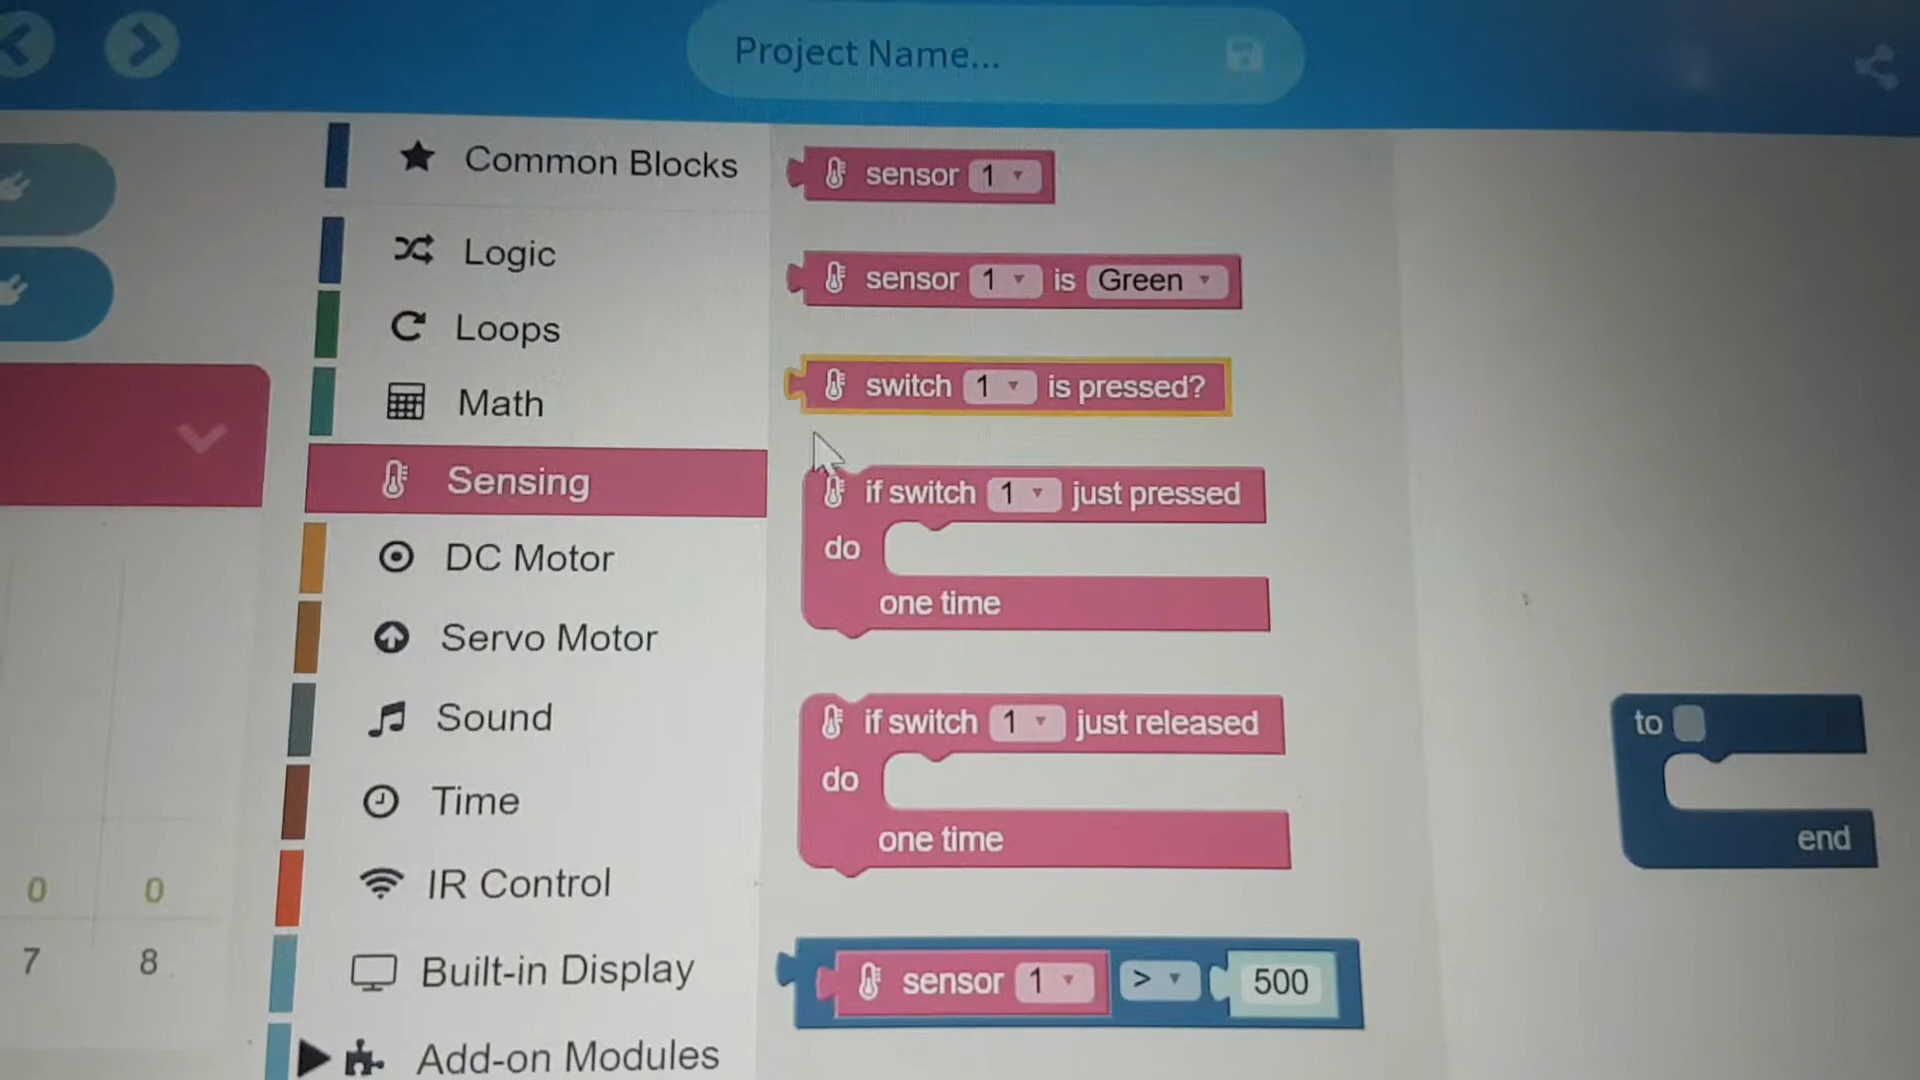 Project Name...
Common Blocks
Logic
Loops
Math
Sensing
DC Motor
Servo Motor
Sound
Time
IR Control
Built-in Display
Add-on Modules
sensor 1
sensor 1 is Green
switch 1 is pressed?
if switch 1 just pressed
do
one time
if switch 1 just released
do
one time
sensor 1 > 500
to
end
0 0
7 8